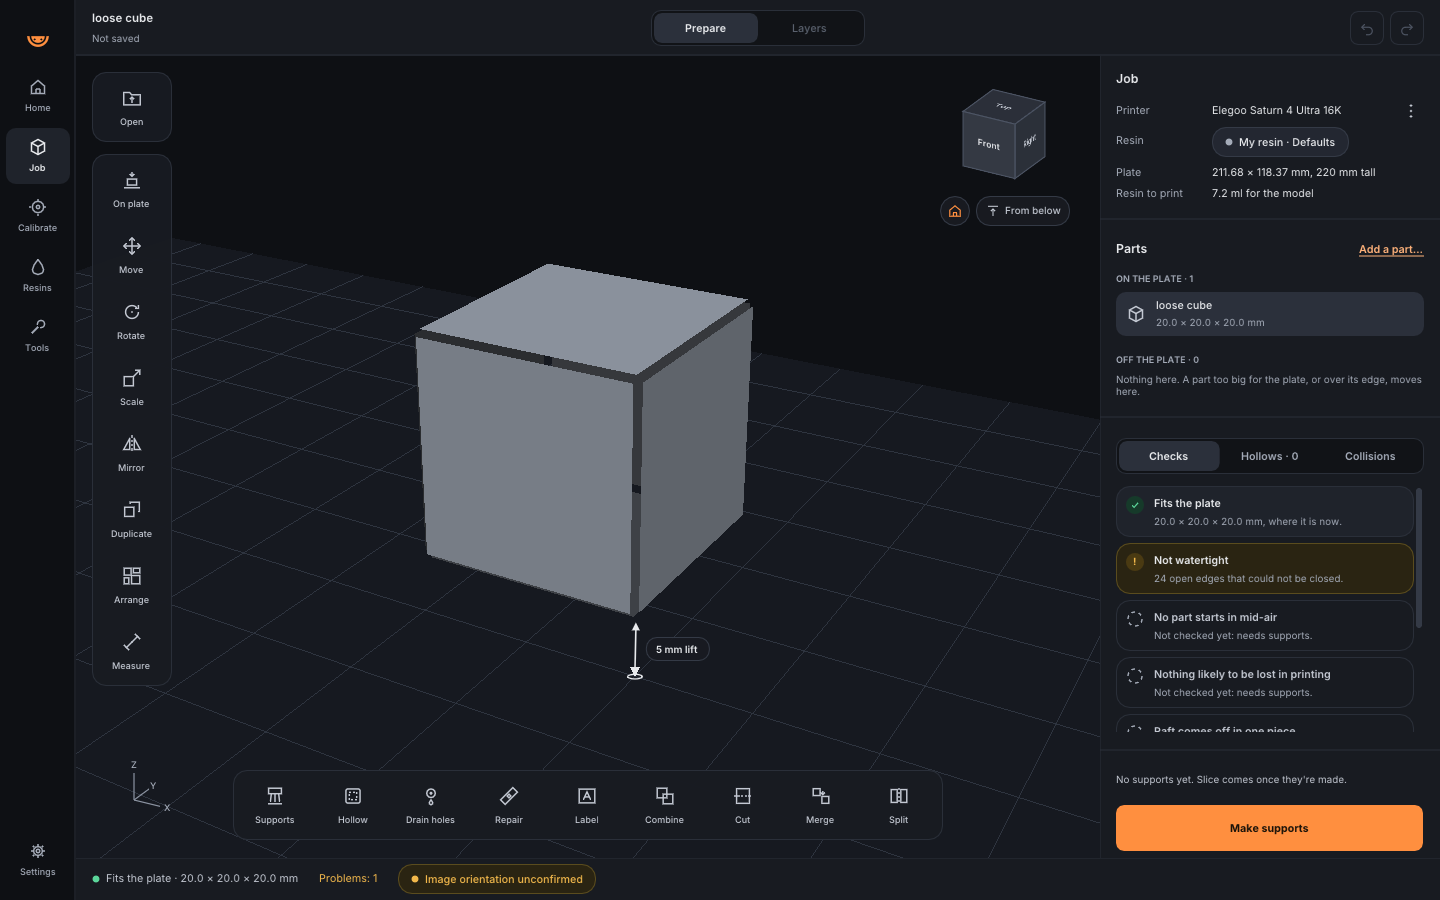 loose cube
Not saved
Prepare
Layers
Home
Job
Calibrate
Resins
Tools
Settings
Open
On plate
Move
Rotate
Scale
Mirror
Duplicate
Arrange
Measure
Top
Front
Right
From below
5 mm lift
Z
Y
X
Supports
Hollow
Drain holes
Repair
Label
Combine
Cut
Merge
Split
Job
Printer
Elegoo Saturn 4 Ultra 16K
Resin
My resin · Defaults
Plate
211.68 × 118.37 mm, 220 mm tall
Resin to print
7.2 ml for the model
Parts
Add a part...
ON THE PLATE · 1
loose cube
20.0 × 20.0 × 20.0 mm
OFF THE PLATE · 0
Nothing here. A part too big for the plate, or over its edge, moves
here.
Checks
Hollows · 0
Collisions
Fits the plate
20.0 × 20.0 × 20.0 mm, where it is now.
Not watertight
24 open edges that could not be closed.
No part starts in mid-air
Not checked yet: needs supports.
Nothing likely to be lost in printing
Not checked yet: needs supports.
Raft comes off in one piece
No supports yet. Slice comes once they're made.
Make supports
Fits the plate · 20.0 × 20.0 × 20.0 mm
Problems: 1
Image orientation unconfirmed